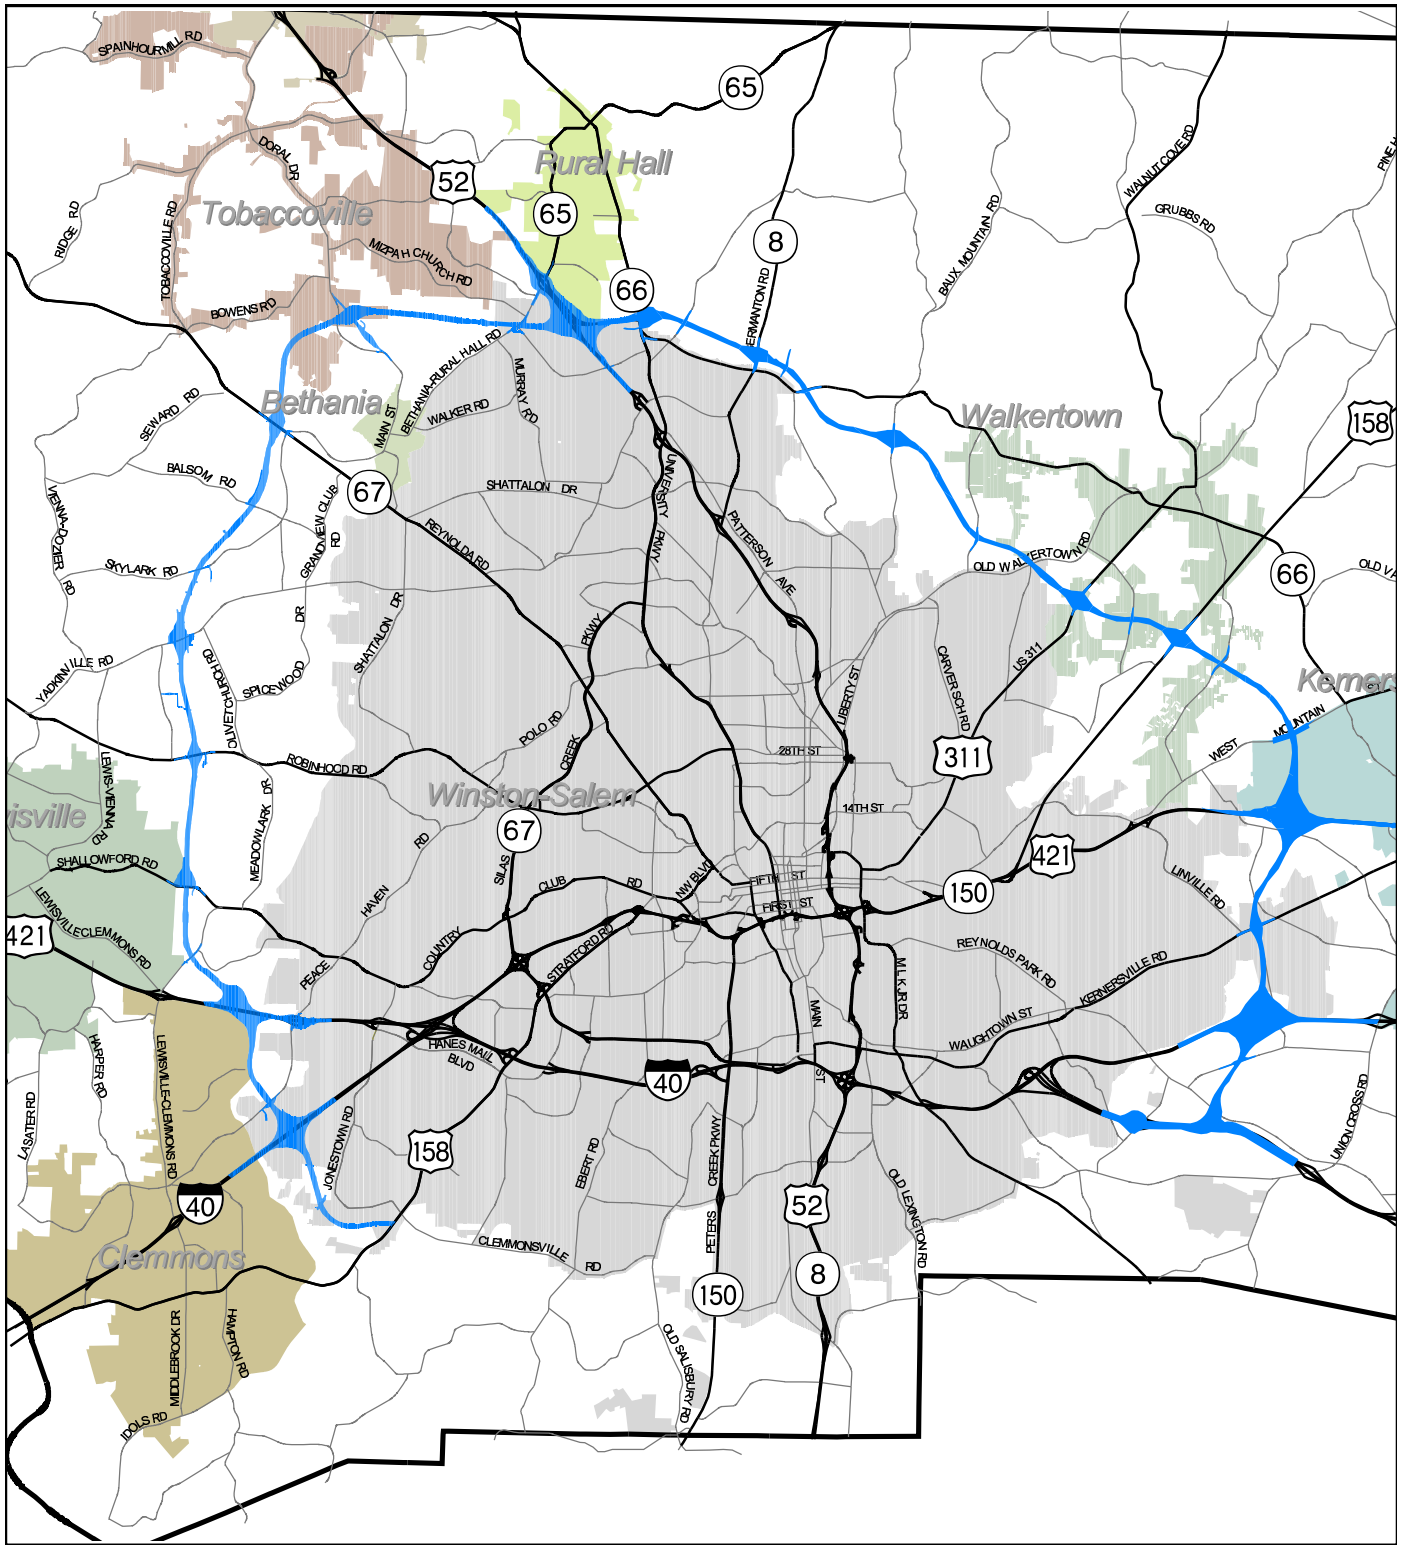 SPAINHOURMILL RD
65
Rural Hall
DORAL DR
52
WALNUT COVE RD
PINE H
Tobaccoville
65
RIDGE RD
TOBACCOVILLE RD
MIZPAH CHURCH RD
8
BAUX MOUNTAIN RD
GRUBBS RD
66
BOWENS RD
ERMANTON RD
BETHANIA-RURAL HALL RD
MURRAY RD
Bethania
SEWARD RD
MAIN ST
WALKER RD
Walkertown
158
BALSOM RD
67
SHATTALON DR
UNIVERSITY PKWY
VIENNA-DOZIER RD
GRANDVIEW CLUB RD
REYNOLDA RD
PATTERSON AVE
SKYLARK RD
OLD WALKERTOWN RD
66
OLD VA
SHATTALON DR
PKWY
YADKINVILLE RD
OLIVET CHURCH RD
SPICEWOOD DR
LIBERTY ST
CARVER SCH RD
US 311
Kerners
POLO RD
CREEK
28TH ST
311
WEST MOUNTAIN
LEWIS-VIENNA RD
ROBINHOOD RD
MEADOWLARK DR
Winston-Salem
14TH ST
isville
67
RD
421
SHALLOWFORD RD
SILAS
CLUB RD
NW BLVD
FIFTH ST
150
LINVILLE RD
LEWISVILLECLEMMONS RD
HAVEN
FIRST ST
421
COUNTRY
STRATFORD RD
REYNOLDS PARK RD
PEACE
M L K JR DR
KERNERSVILLE RD
MAIN
WAUGHTOWN ST
HARPER RD
LEWISVILLE-CLEMMONS RD
HANES MALL BLVD
40
ST
LASATER RD
JONESTOWN RD
158
EBERT RD
CREEK PKWY
UNION CROSS RD
40
52
OLD LEXINGTON RD
PETERS
Clemmons
CLEMMONSVILLE RD
8
150
MIDDLEBROOK DR
HAMPTON RD
OLD SALISBURY RD
IDOLS RD